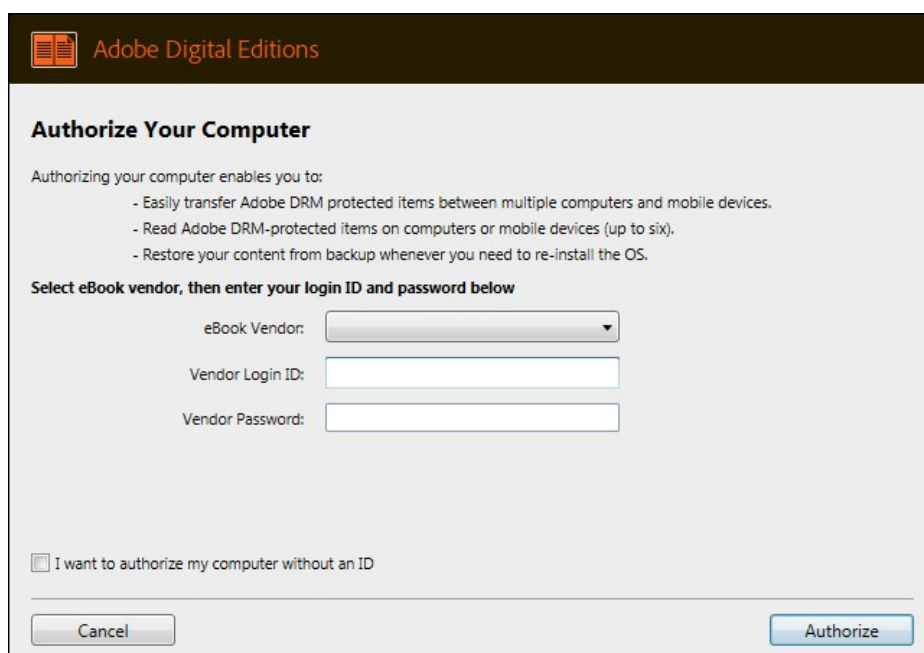 Adobe Digital Editions
Authorize Your Computer
Authorizing your computer enables you to:
- Easily transfer Adobe DRM protected items between multiple computers and mobile devices.
- Read Adobe DRM-protected items on computers or mobile devices (up to six).
- Restore your content from backup whenever you need to re-install the OS.
Select eBook vendor, then enter your login ID and password below
eBook Vendor:
Vendor Login ID:
Vendor Password:
I want to authorize my computer without an ID
Cancel Authorize